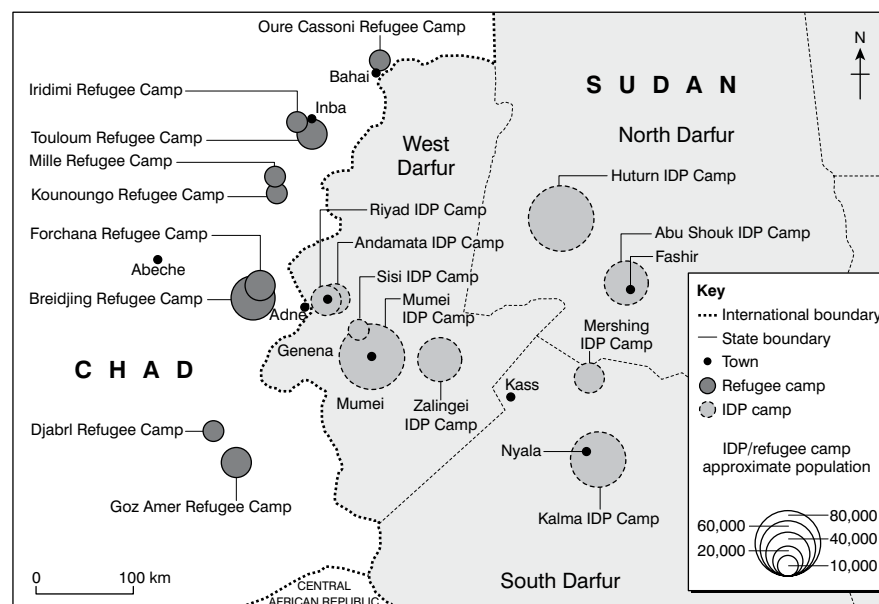 Oure Cassoni Refugee Camp
Bahai
Iridimi Refugee Camp
Inba
Touloum Refugee Camp
Mille Refugee Camp
Kounoungo Refugee Camp
Forchana Refugee Camp
Abeche
Breidjing Refugee Camp
Adne
C H A D
Djabrl Refugee Camp
Goz Amer Refugee Camp
0 100 km
CENTRAL
AFRICAN REPUBLIC
West
Darfur
Riyad IDP Camp
Andamata IDP Camp
Sisi IDP Camp
Mumei
IDP Camp
Genena
Mumei
Zalingei
IDP Camp
S U D A N
North Darfur
Huturn IDP Camp
Abu Shouk IDP Camp
Fashir
Mershing
IDP Camp
Kass
Nyala
Kalma IDP Camp
South Darfur
N
Key
International boundary
State boundary
Town
Refugee camp
IDP camp
IDP/refugee camp
approximate population
80,000
60,000
40,000
20,000
10,000